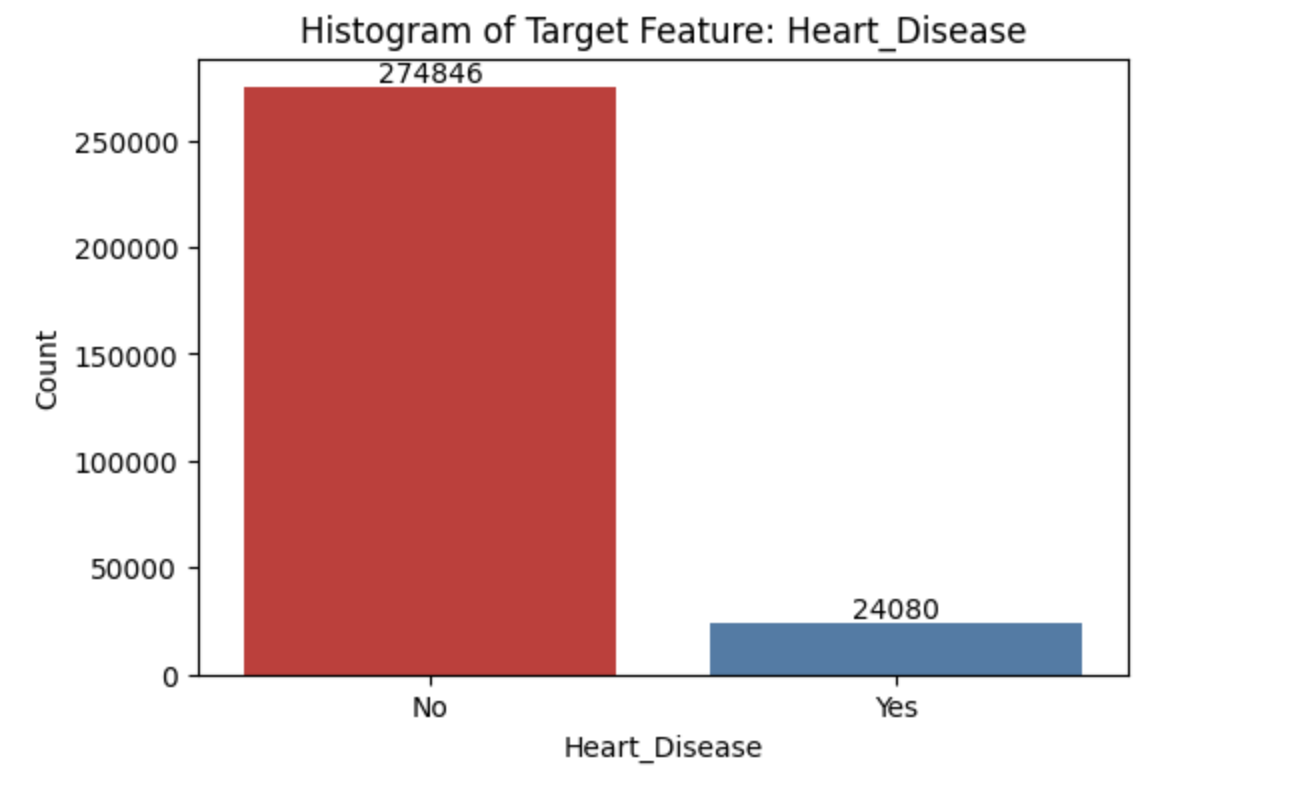 Histogram of Target Feature: Heart_Disease
274846
250000
200000
150000
100000
50000
0
Count
24080
No
Yes
Heart_Disease